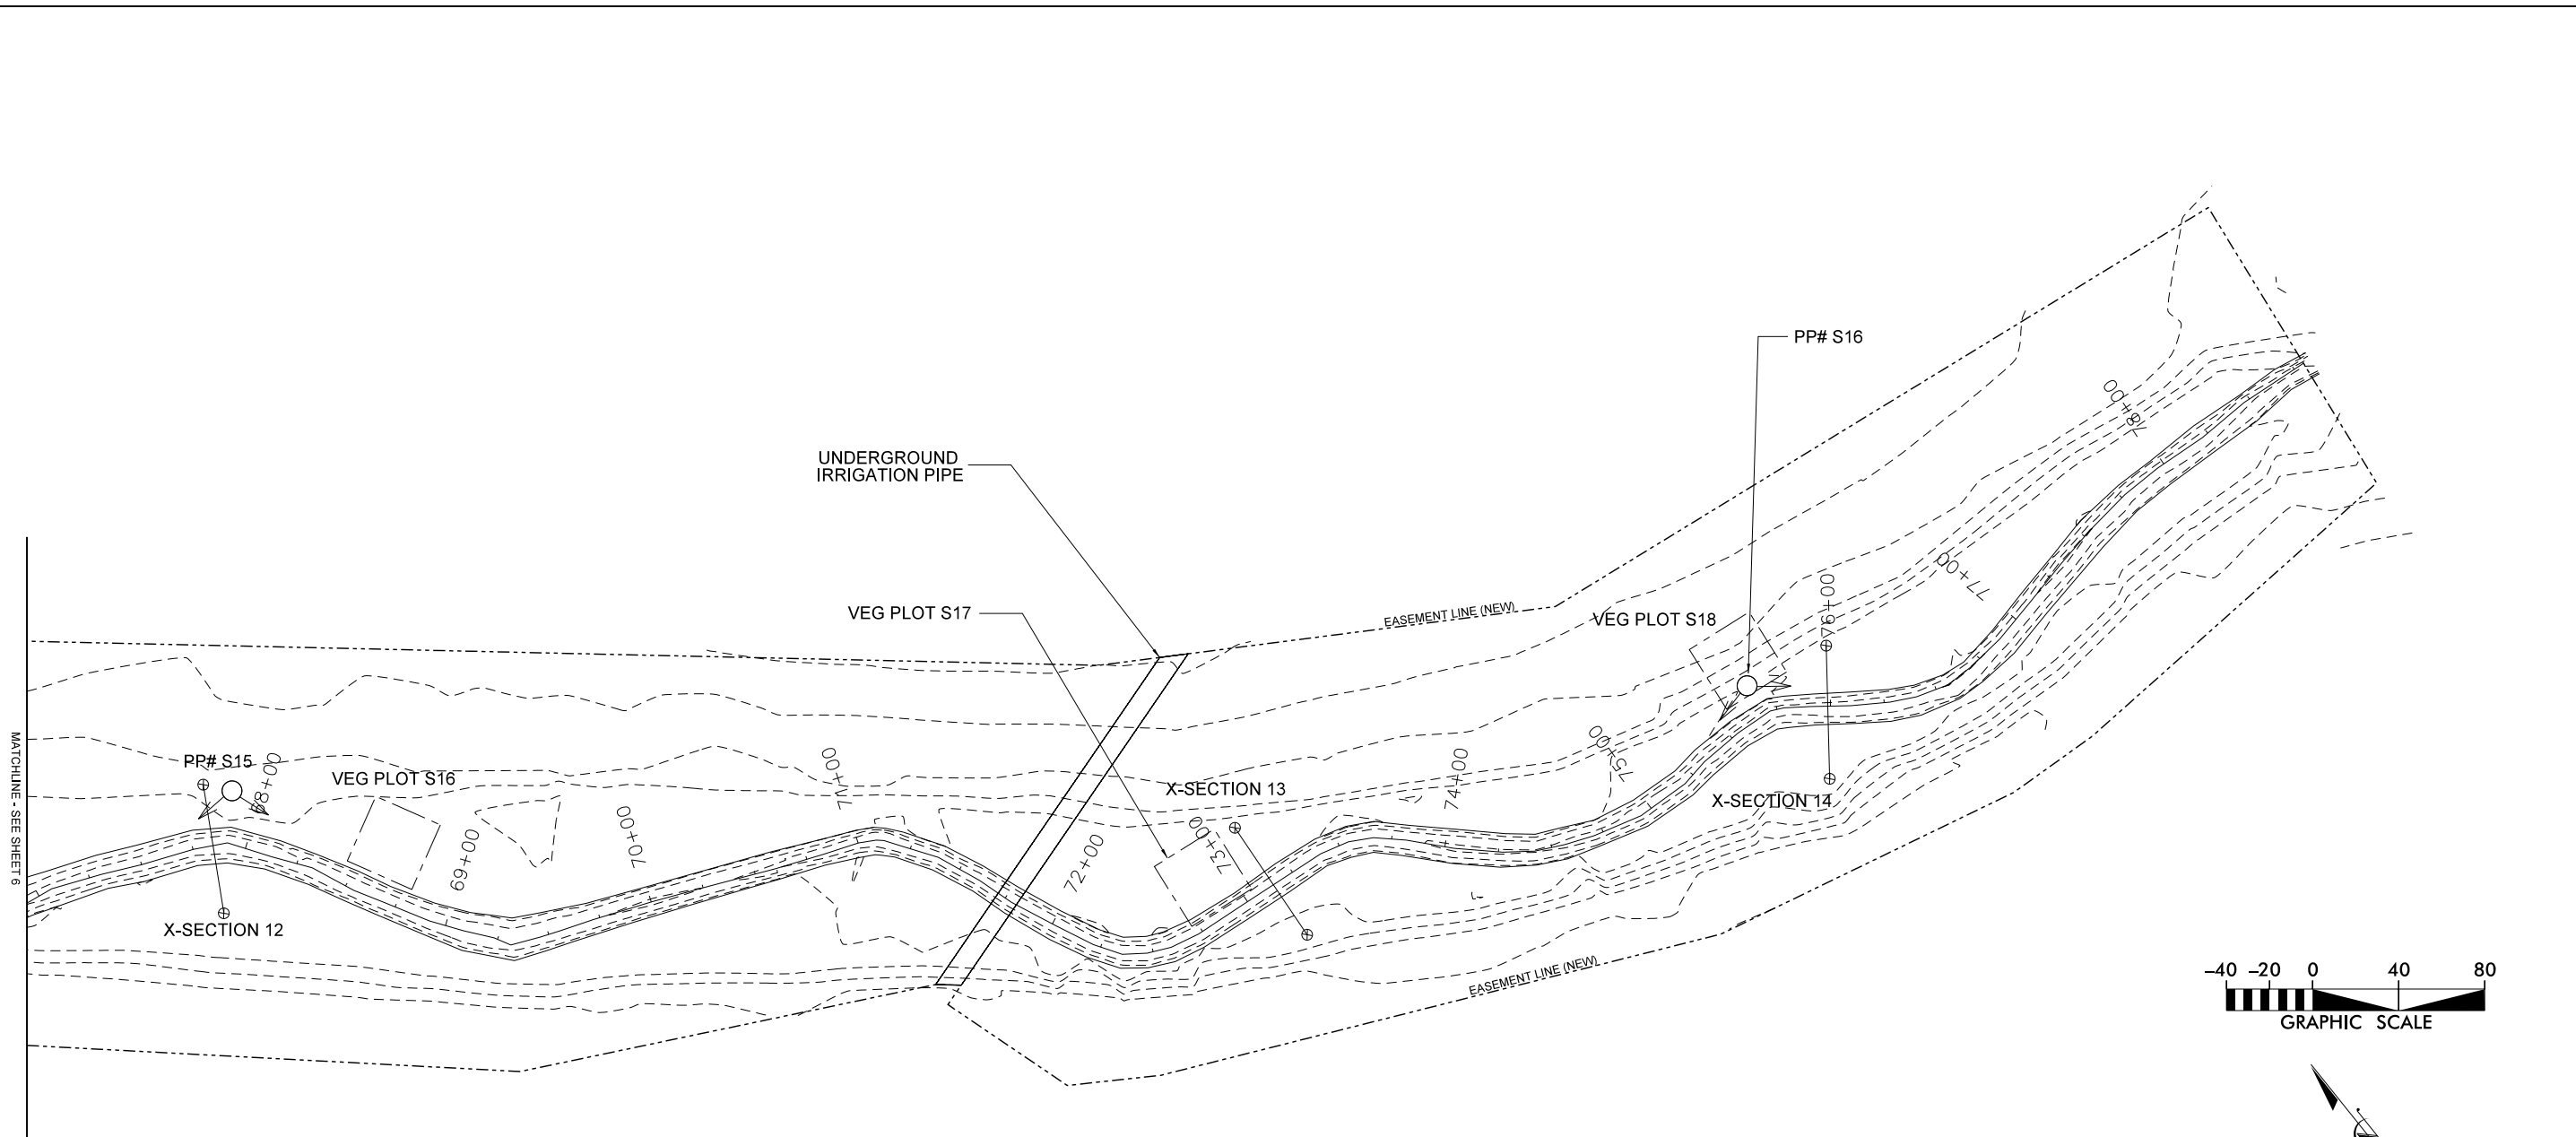 PP# S16
78+00
UNDERGROUND
IRRIGATION PIPE
77+00
76+00
VEG PLOT S17
EASEMENT LINE (NEW)
VEG PLOT S18
MATCHLINE - SEE SHEET 6
PP# S15
68+00
VEG PLOT S16
71+00
X-SECTION 13
74+00
75+00
X-SECTION 14
69+00
70+00
72+00
73+00
X-SECTION 12
EASEMENT LINE (NEW)
–40 –20 0 40 80
GRAPHIC SCALE